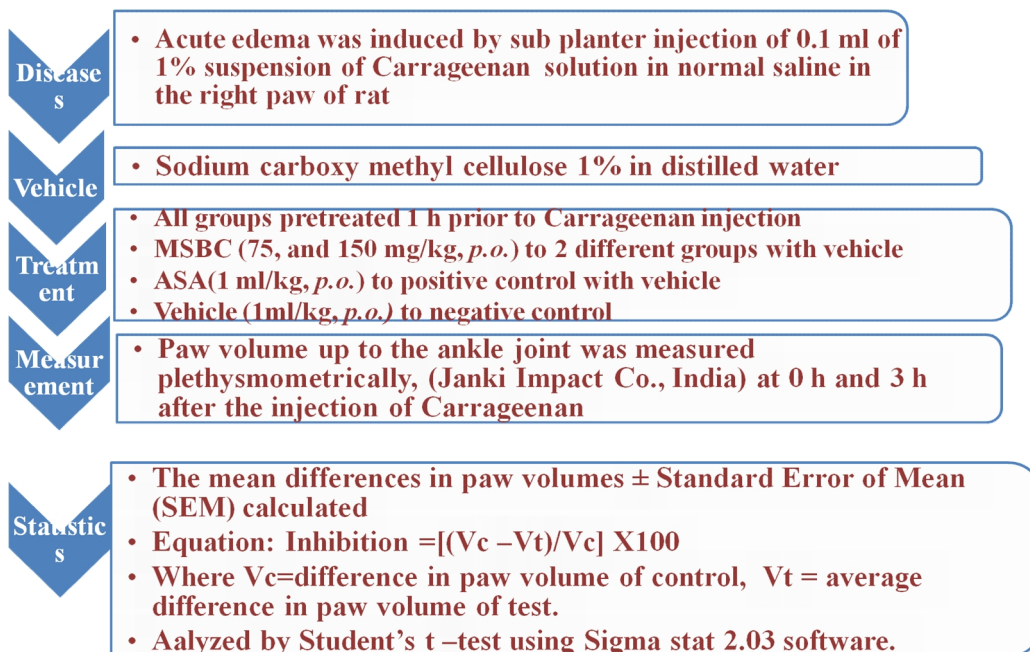 Disease
s
• Acute edema was induced by sub planter injection of 0.1 ml of
1% suspension of Carrageenan solution in normal saline in
the right paw of rat
Vehicle
• Sodium carboxy methyl cellulose 1% in distilled water
Treatm
ent
• All groups pretreated 1 h prior to Carrageenan injection
• MSBC (75, and 150 mg/kg, p.o.) to 2 different groups with vehicle
• ASA(1 ml/kg, p.o.) to positive control with vehicle
• Vehicle (1ml/kg, p.o.) to negative control
Measur
ement
• Paw volume up to the ankle joint was measured
plethysmometrically, (Janki Impact Co., India) at 0 h and 3 h
after the injection of Carrageenan
Statistic
s
• The mean differences in paw volumes ± Standard Error of Mean
(SEM) calculated
• Equation: Inhibition =[(Vc –Vt)/Vc] X100
• Where Vc=difference in paw volume of control, Vt = average
difference in paw volume of test.
• Aalyzed by Student's t –test using Sigma stat 2.03 software.